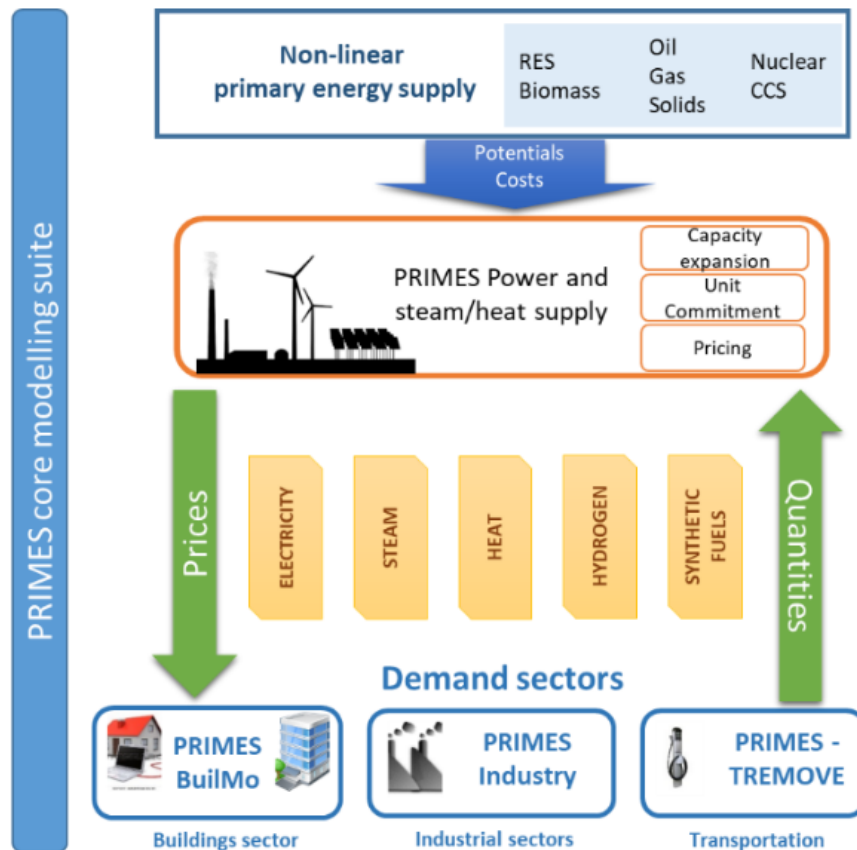 PRIMES core modelling suite
Non-linear
primary energy supply
RES
Biomass
Oil
Gas
Solids
Nuclear
CCS
Potentials
Costs
PRIMES Power and
steam/heat supply
Capacity
expansion
Unit
Commitment
Pricing
Prices
ELECTRICITY
STEAM
HEAT
HYDROGEN
SYNTHETIC
FUELS
Quantities
Demand sectors
PRIMES
BuilMo
PRIMES
Industry
PRIMES -
TREMOVE
Buildings sector
Industrial sectors
Transportation